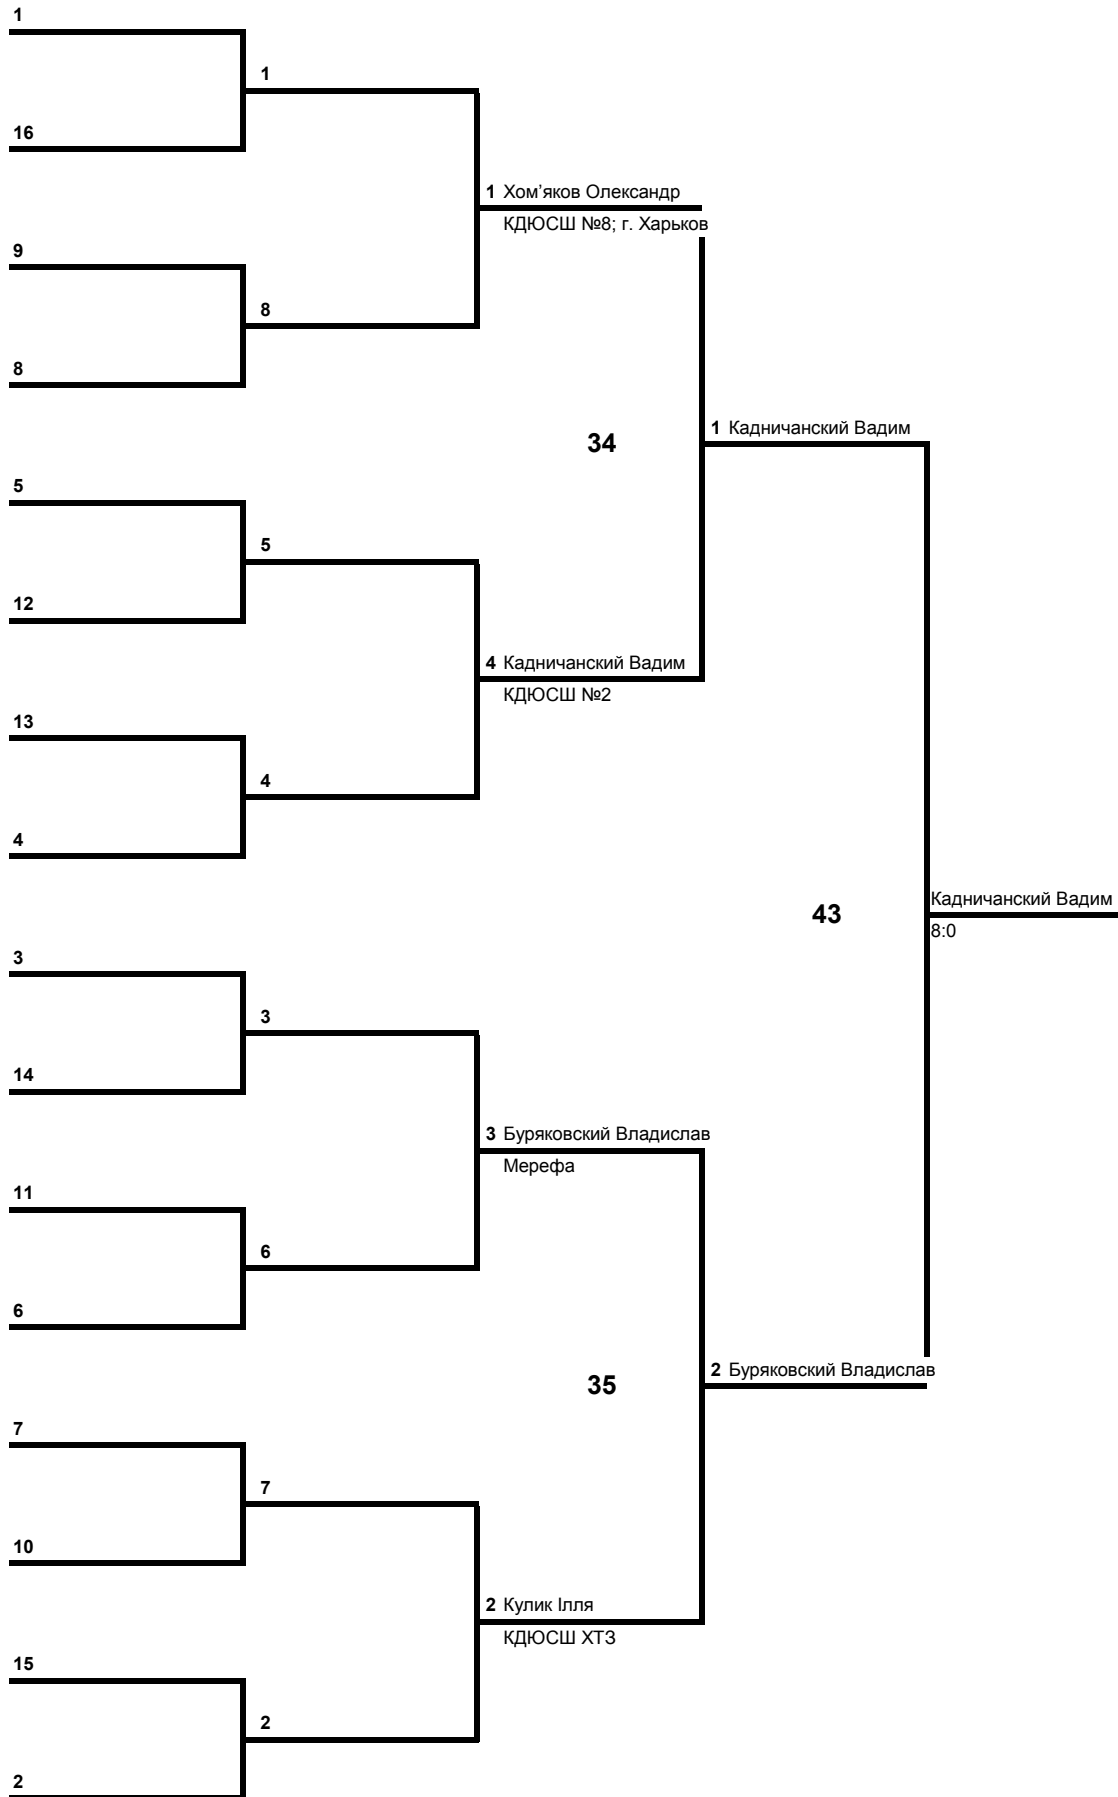 1
1
16
1 Хом'яков Олександр
КДЮСШ №8; г. Харьков
9
8
8
1 Кадничанский Вадим
34
5
5
12
4 Кадничанский Вадим
КДЮСШ №2
13
4
4
Кадничанский Вадим
43
8:0
3
3
14
3 Буряковский Владислав
Мерефа
11
6
6
2 Буряковский Владислав
35
7
7
10
2 Кулик Ілля
КДЮСШ ХТЗ
15
2
2